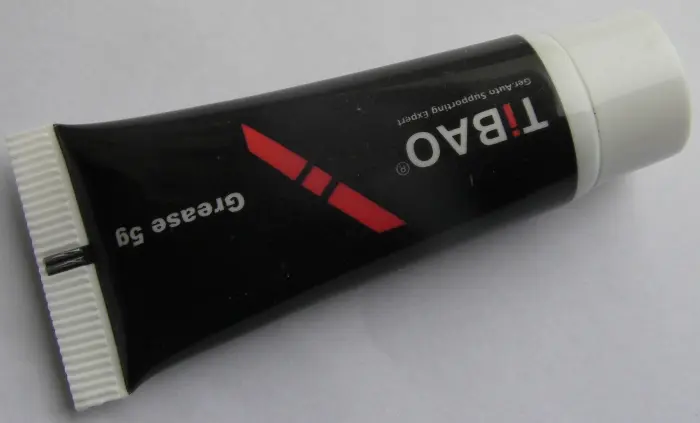 TiBAO®
Ger.Auto Supporting Expert
Grease 5g